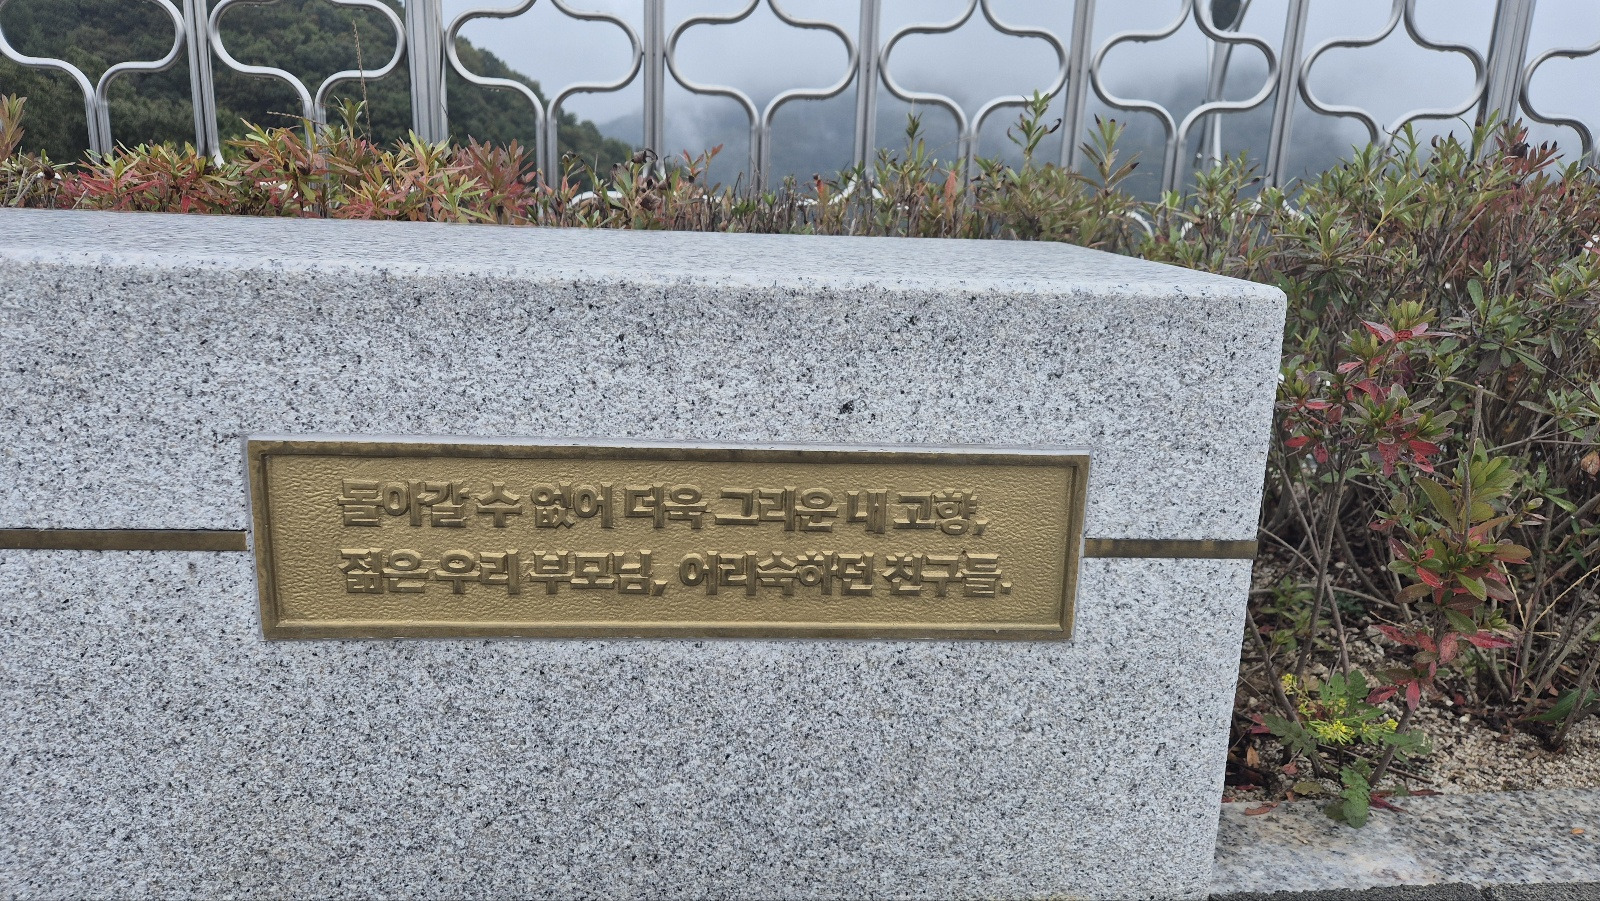 돌아갈 수 없어 더욱 그리운 내 고향,
젊은 우리 부모님, 어리숙하던 친구들.